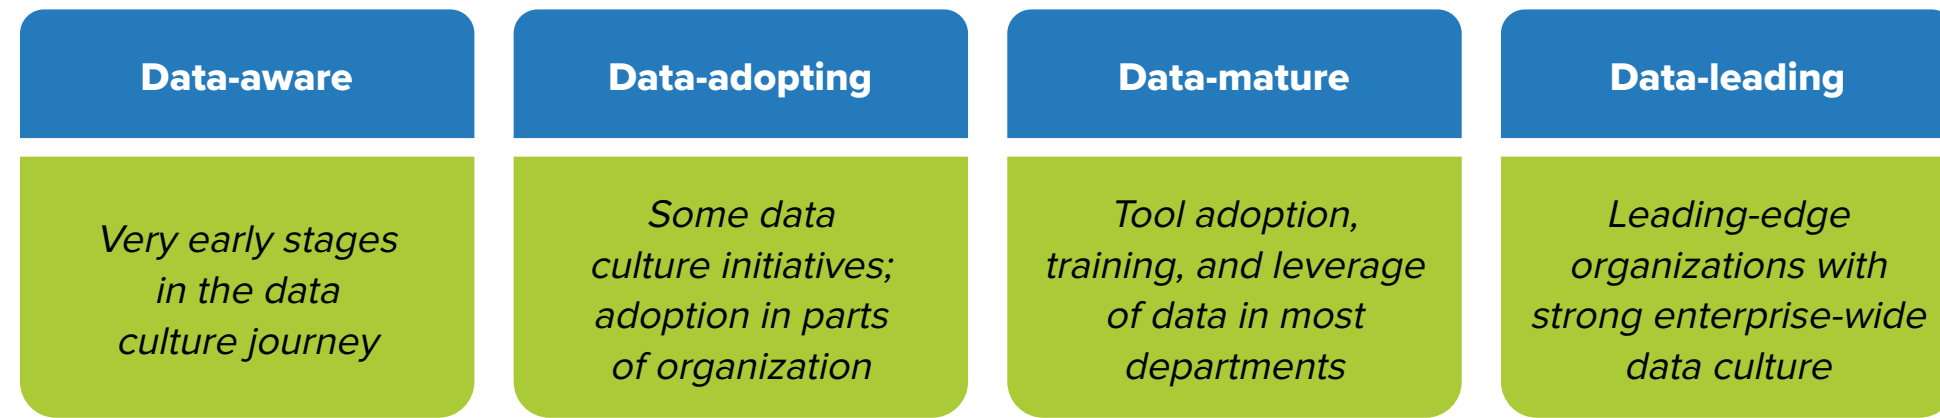 Data-aware
Very early stages
in the data
culture journey
Data-adopting
Some data
culture initiatives;
adoption in parts
of organization
Data-mature
Tool adoption,
training, and leverage
of data in most
departments
Data-leading
Leading-edge
organizations with
strong enterprise-wide
data culture